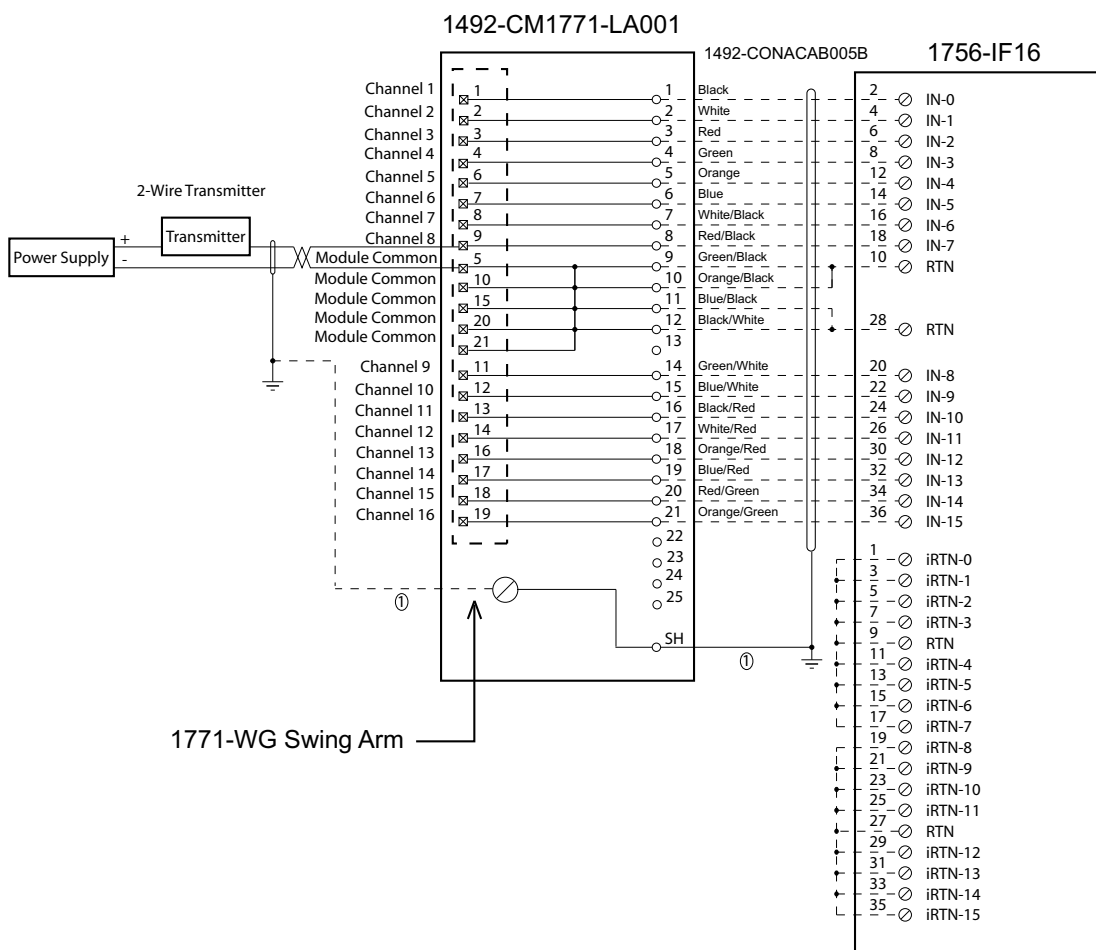 1492-CM1771-LA001
1492-CONACAB005B
1756-IF16
Channel 1 1 1 Black 2 IN-0
Channel 2 2 2 White 4 IN-1
Channel 3 3 3 Red 6 IN-2
Channel 4 4 4 Green 8 IN-3
Channel 5 6 5 Orange 12 IN-4
Channel 6 7 6 Blue 14 IN-5
Channel 7 8 7 White/Black 16 IN-6
Channel 8 9 8 Red/Black 18 IN-7
2-Wire Transmitter
Transmitter
Power Supply + -
Module Common 5 9 Green/Black 10 RTN
Module Common 10 10 Orange/Black
Module Common 15 11 Blue/Black
Module Common 20 12 Black/White 28 RTN
Module Common 21 13
Channel 9 11 14 Green/White 20 IN-8
Channel 10 12 15 Blue/White 22 IN-9
Channel 11 13 16 Black/Red 24 IN-10
Channel 12 14 17 White/Red 26 IN-11
Channel 13 16 18 Orange/Red 30 IN-12
Channel 14 17 19 Blue/Red 32 IN-13
Channel 15 18 20 Red/Green 34 IN-14
Channel 16 19 21 Orange/Green 36 IN-15
22
23
24
25
SH
①
①
1771-WG Swing Arm
1 iRTN-0
3 iRTN-1
5 iRTN-2
7 iRTN-3
9 RTN
11 iRTN-4
13 iRTN-5
15 iRTN-6
17 iRTN-7
19 iRTN-8
21 iRTN-9
23 iRTN-10
25 iRTN-11
27 RTN
29 iRTN-12
31 iRTN-13
33 iRTN-14
35 iRTN-15